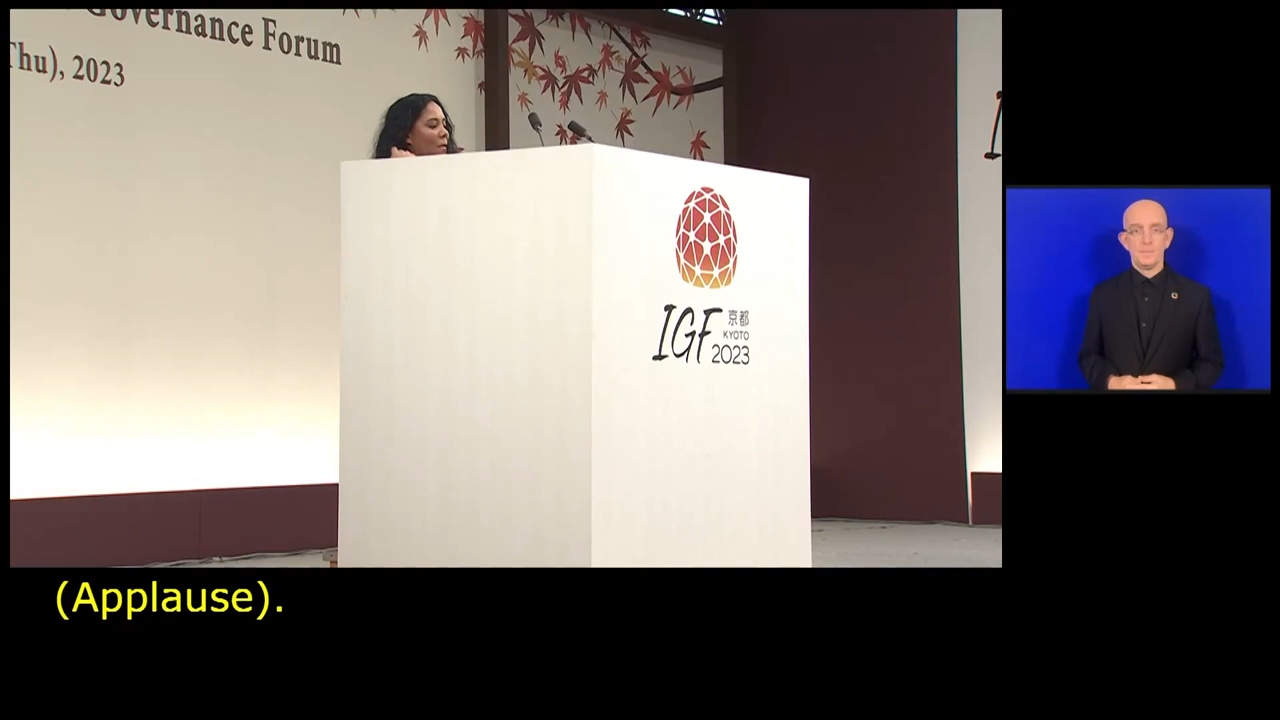 Governance Forum
Thu), 2023
IGF 京都
KYOTO
2023
(Applause).